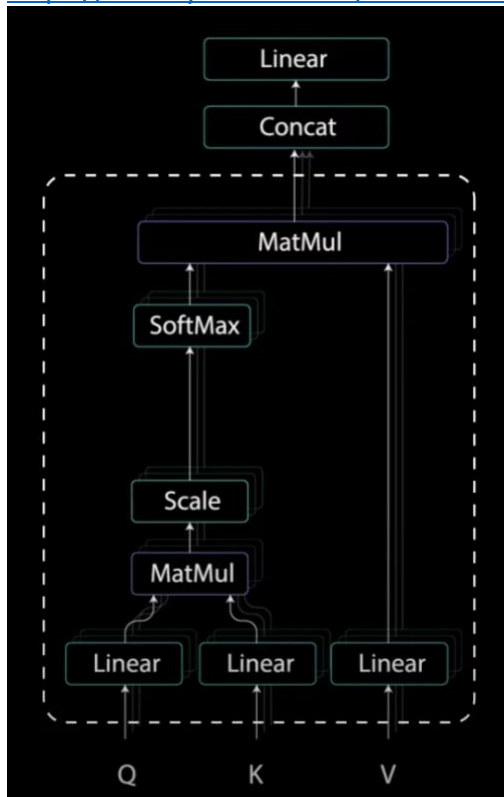 Linear
Concat
MatMul
SoftMax
Scale
MatMul
Linear Linear Linear
Q K V